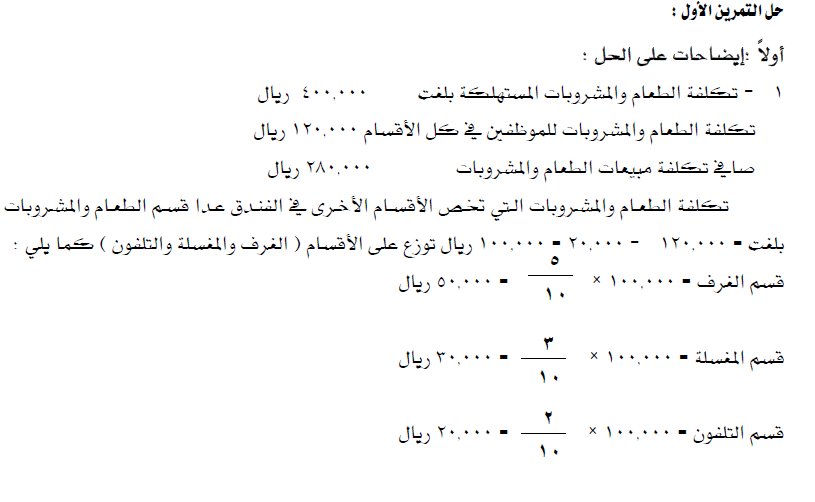 حل التمرين الأول :
أولاً :إيضاحات على الحل :
١ - تكلفة الطعام والمشروبات المستهلكة بلغت ٤٠٠,٠٠٠ ريال
تكلفة الطعام والمشروبات للموظفين في كل الأقسام ١٢٠,٠٠٠ ريال
صافي تكلفة مبيعات الطعام والمشروبات ٢٨٠,٠٠٠ ريال
تكلفة الطعام والمشروبات التي تخص الأقسام الأخرى في الفندق عدا قسم الطعام والمشروبات
بلغت = ١٢٠,٠٠٠ - ٢٠,٠٠٠ = ١٠٠,٠٠٠ ريال توزع على الأقسام ( الغرف والمغسلة والتلفون ) كما يلي :
٥
قسم الغرف = ١٠٠,٠٠٠ × = ٥٠,٠٠٠ ريال
١٠
٣
قسم المغسلة = ١٠٠,٠٠٠ × = ٣٠,٠٠٠ ريال
١٠
٢
قسم التلفون = ١٠٠,٠٠٠ × = ٢٠,٠٠٠ ريال
١٠